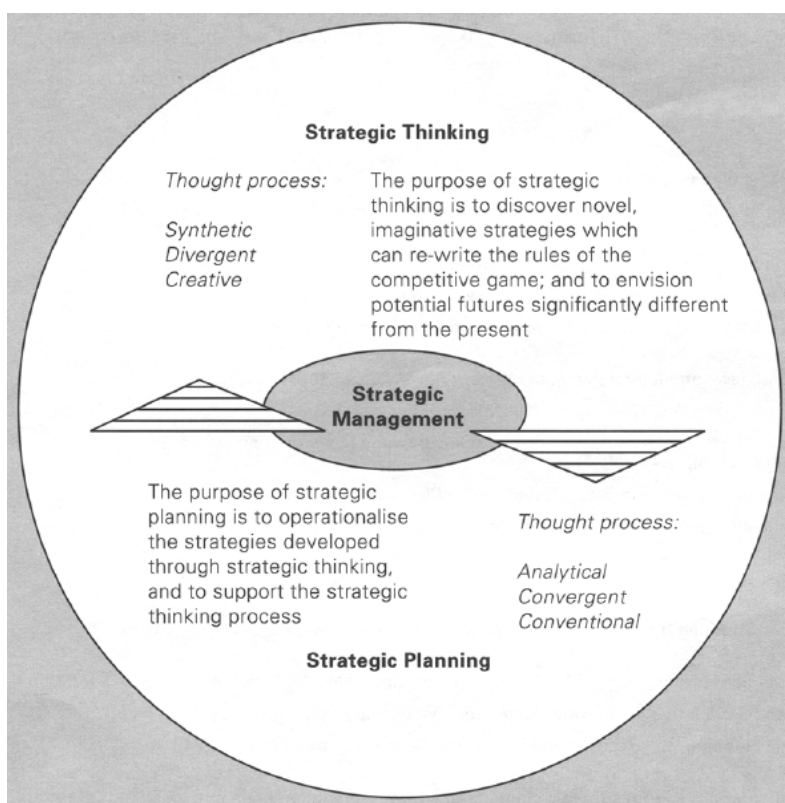 Strategic Thinking
Thought process:
Synthetic
Divergent
Creative
The purpose of strategic
thinking is to discover novel,
imaginative strategies which
can re-write the rules of the
competitive game; and to envision
potential futures significantly different
from the present
Strategic
Management
The purpose of strategic
planning is to operationalise
the strategies developed
through strategic thinking,
and to support the strategic
thinking process
Thought process:
Analytical
Convergent
Conventional
Strategic Planning